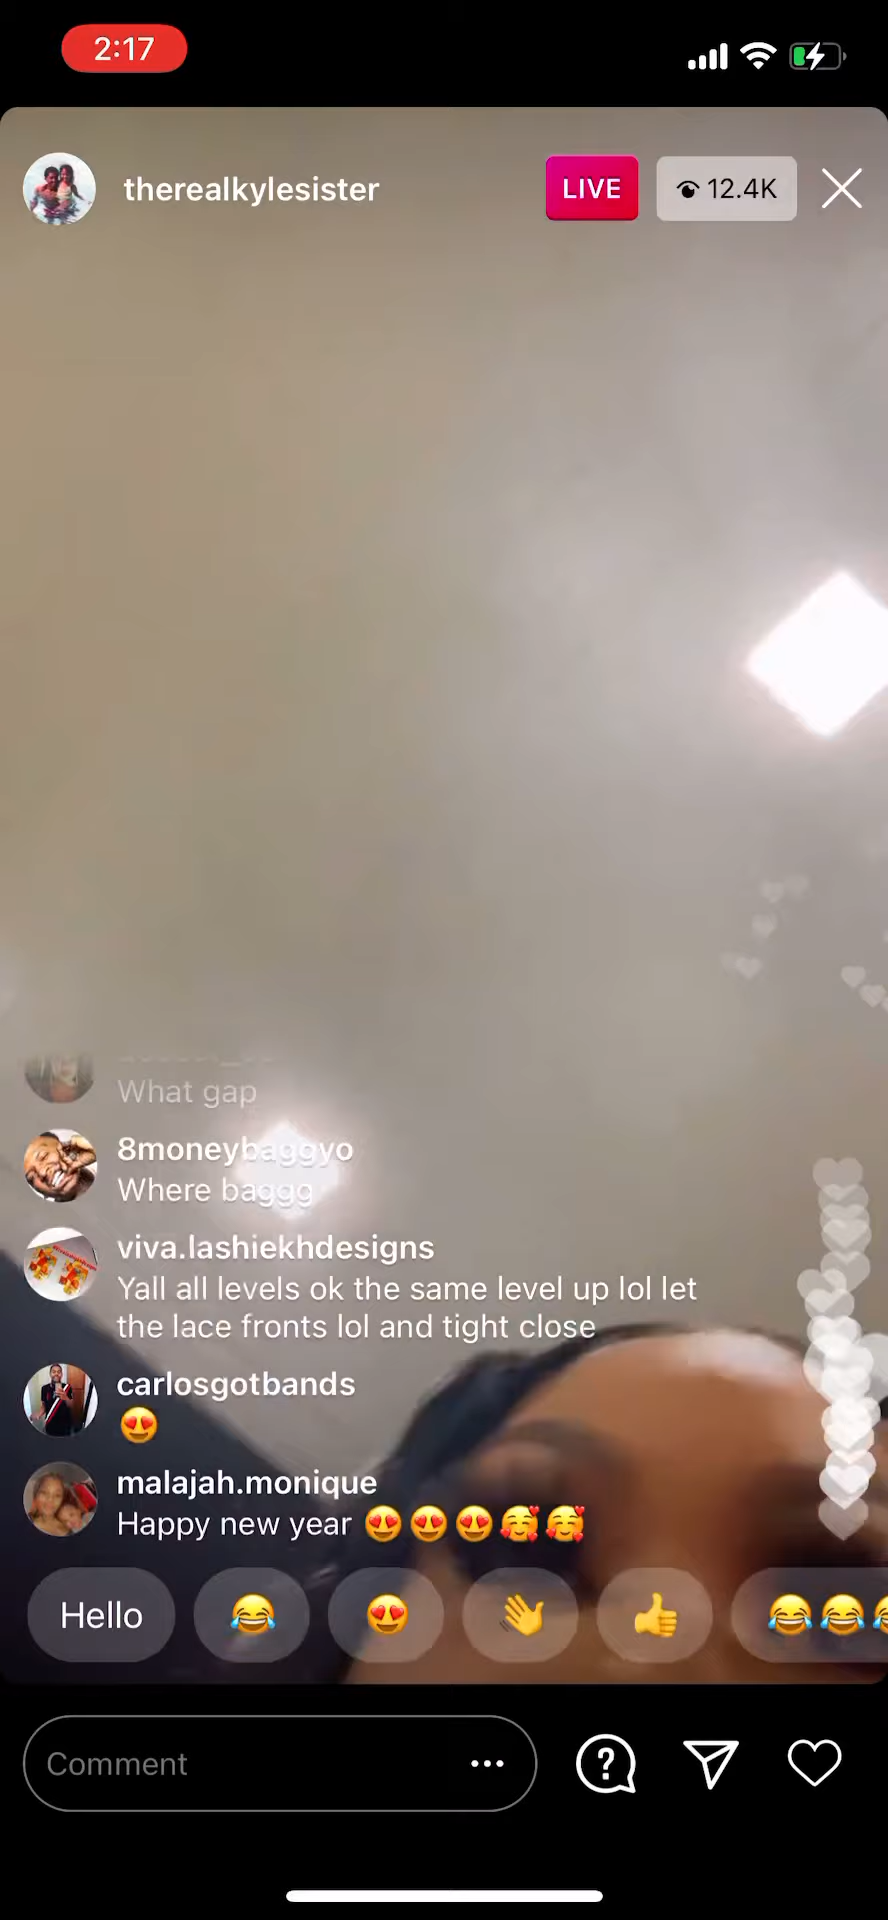 2:17
therealkylesister
LIVE
12.4K
What gap
8moneybaggyo
Where baggg
viva.lashiekhdesigns
Yall all levels ok the same level up lol let
the lace fronts lol and tight close
carlosgotbands
😍
malajah.monique
Happy new year 😍😍😍🥰🥰
Hello 😂 😍 👋 👍 😂😂
Comment